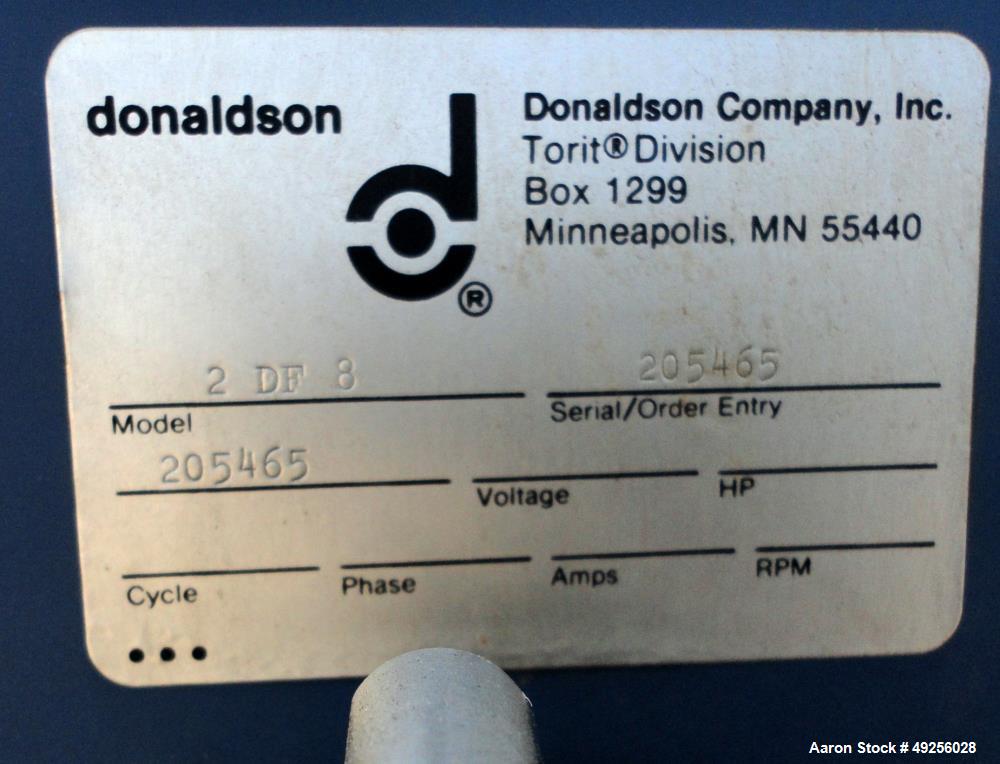 donaldson
®
Donaldson Company, Inc.
Torit® Division
Box 1299
Minneapolis, MN 55440
2 DF 8
Model
205465
Serial/Order Entry
205465
Voltage
HP
Cycle
Phase
Amps
RPM
Aaron Stock # 49256028